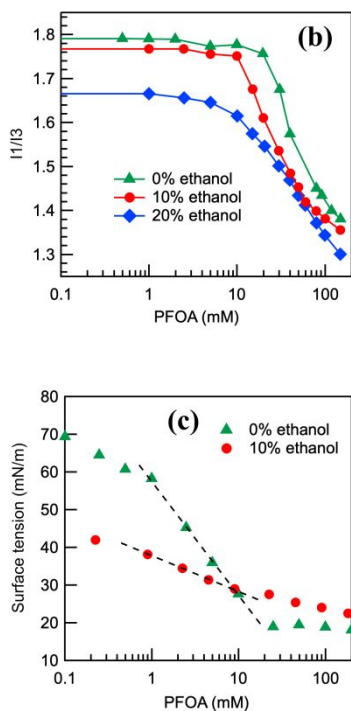 (b)
1.8
1.7
1.6
1.5
1.4
1.3
I1/I3
0% ethanol
10% ethanol
20% ethanol
0.1 1 10 100
PFOA (mM)
(c)
80
70
60
50
40
30
20
10
Surface tension (mN/m)
0% ethanol
10% ethanol
0.1 1 10 100
PFOA (mM)